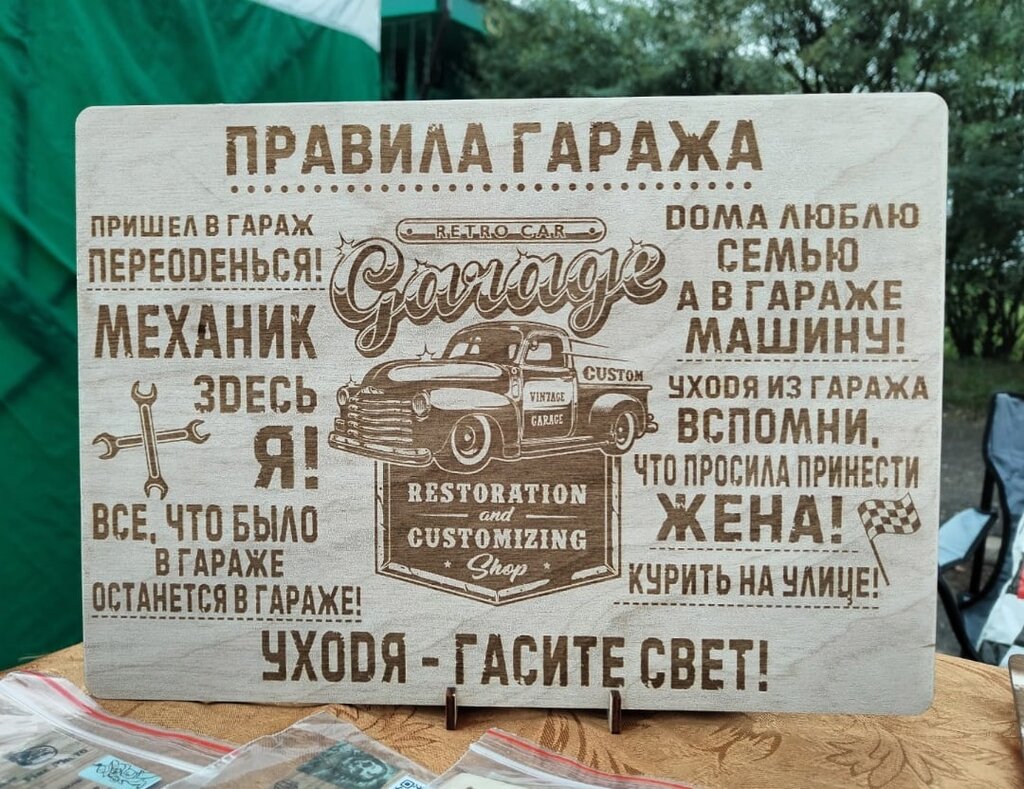 ПРАВИЛА ГАРАЖА
ПРИШЕЛ В ГАРАЖ
ПЕРЕОДЕНЬСЯ!
МЕХАНИК
ЗДЕСЬ
Я!
ВСЕ, ЧТО БЫЛО
В ГАРАЖЕ
ОСТАНЕТСЯ В ГАРАЖЕ!
RETRO CAR
Garage
CUSTOM
VINTAGE
GARAGE
RESTORATION
and
CUSTOMIZING
Shop
ДОМА ЛЮБЛЮ
СЕМЬЮ
А В ГАРАЖЕ
МАШИНУ!
УХОДЯ ИЗ ГАРАЖА
ВСПОМНИ,
ЧТО ПРОСИЛА ПРИНЕСТИ
ЖЕНА!
КУРИТЬ НА УЛИЦЕ!
УХОДЯ - ГАСИТЕ СВЕТ!